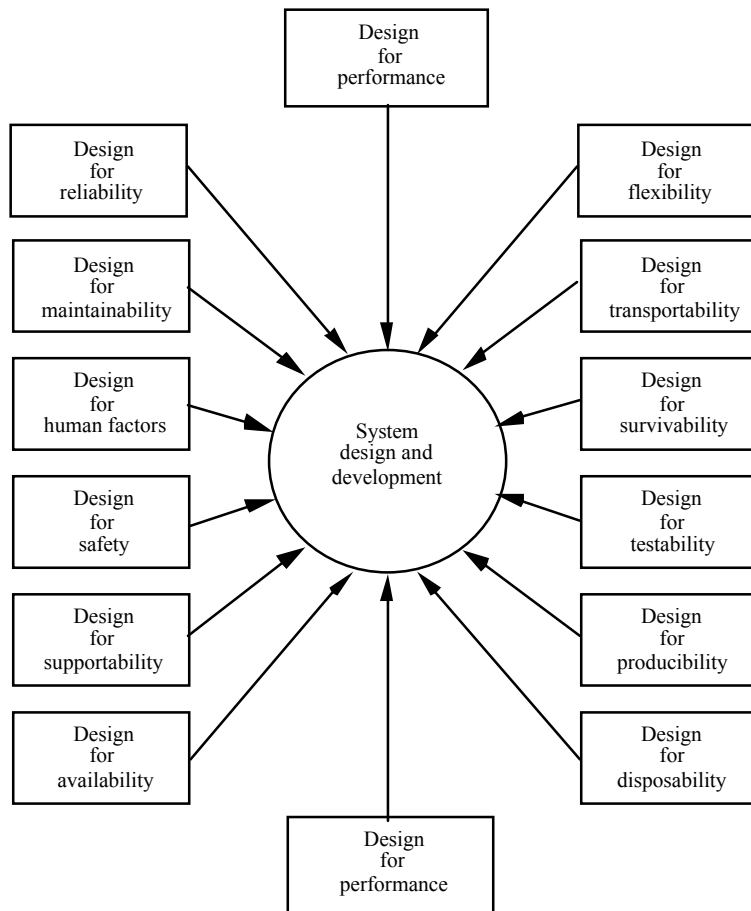 Design
for
performance
Design
for
reliability
Design
for
flexibility
Design
for
maintainability
Design
for
transportability
Design
for
human factors
System
design and
development
Design
for
survivability
Design
for
safety
Design
for
testability
Design
for
supportability
Design
for
producibility
Design
for
availability
Design
for
disposability
Design
for
performance